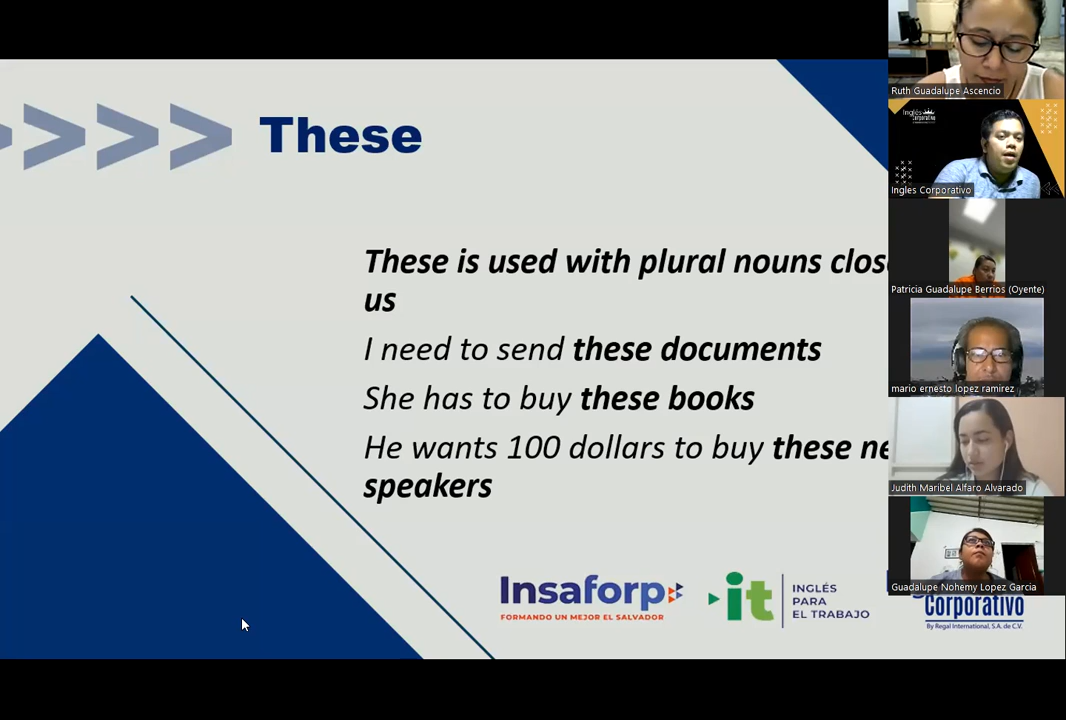 These
These is used with plural nouns
us
I need to send these documents
She has to buy these books
He wants 100 dollars to buy these
speakers
Insaforp
FORMANDO UN MEJOR EL SALVADOR
it
INGLÉS
PARA
EL TRABAJO
Corporativo
By Regal International, S.A. de C.V.
Ruth Guadalupe Ascencio
Inglés
Corporativo
Ingles Corporativo
Patricia Guadalupe Berrios (Oyente)
mario ernesto lopez ramirez
Judith Maribel Alfaro Alvarado
Guadalupe Nohemy Lopez Garcia